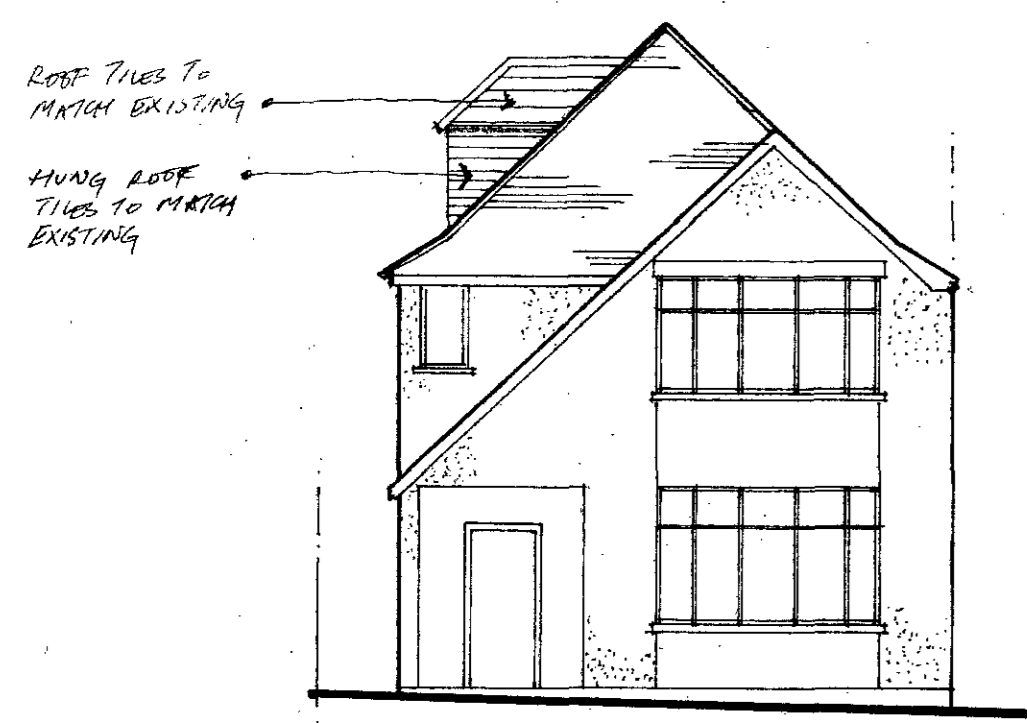 ROOF TILES TO
MATCH EXISTING
HUNG ROOF
TILES TO MATCH
EXISTING